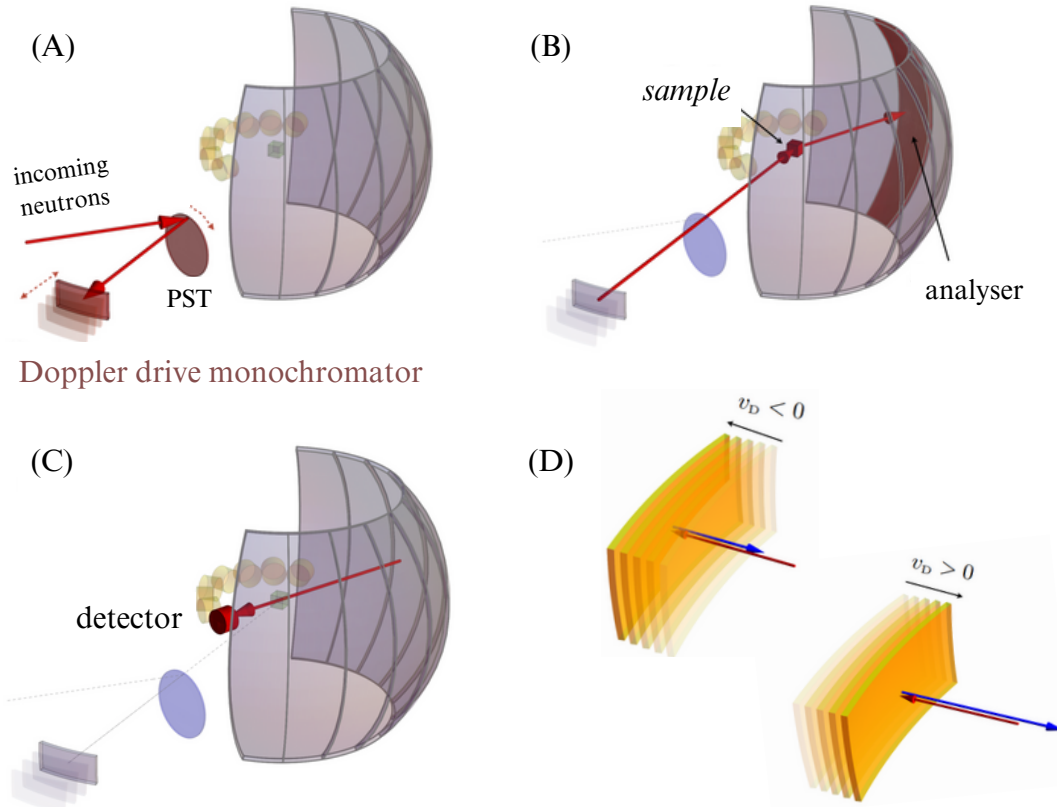 (A)
incoming
neutrons
PST
Doppler drive monochromator
(B)
sample
analyser
(C)
detector
(D)
v_D < 0
v_D > 0